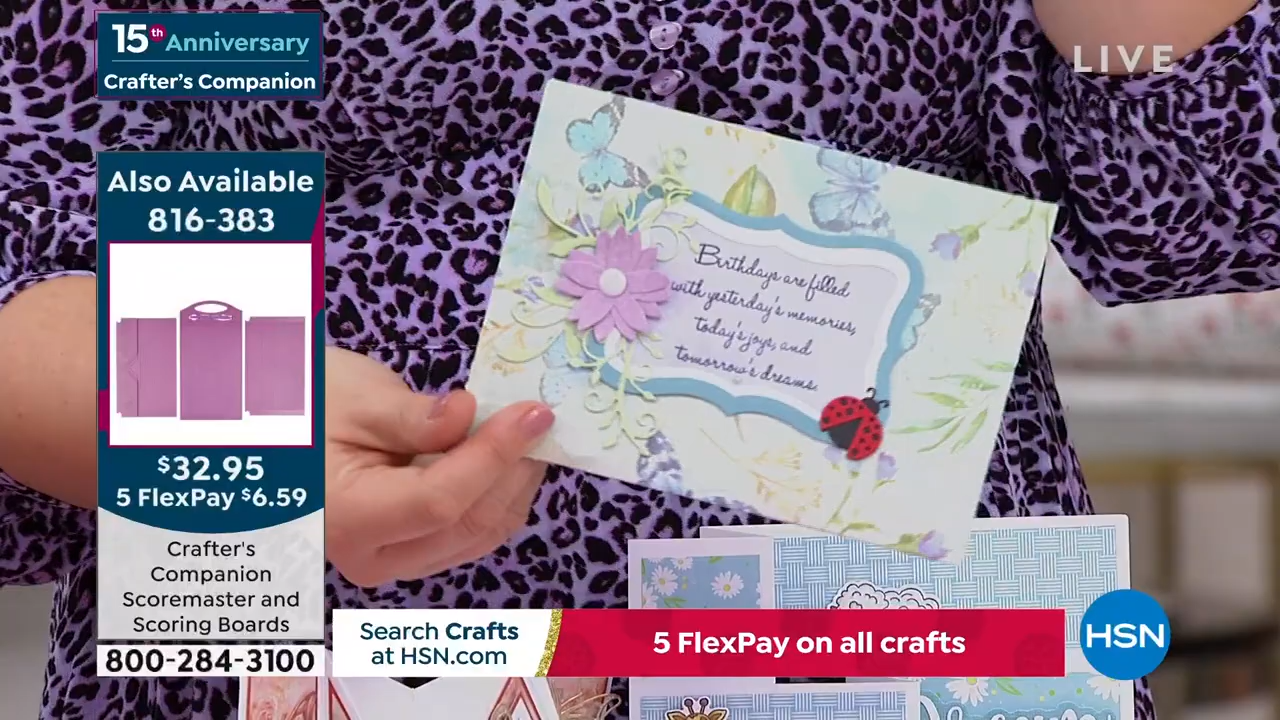 15th Anniversary
Crafter's Companion
LIVE
Also Available
816-383
$32.95
5 FlexPay $6.59
Crafter's
Companion
Scoremaster and
Scoring Boards
800-284-3100
Birthdays are filled
with yesterday's memories,
today's joys, and
tomorrow's dreams.
Search Crafts
at HSN.com
5 FlexPay on all crafts
HSN